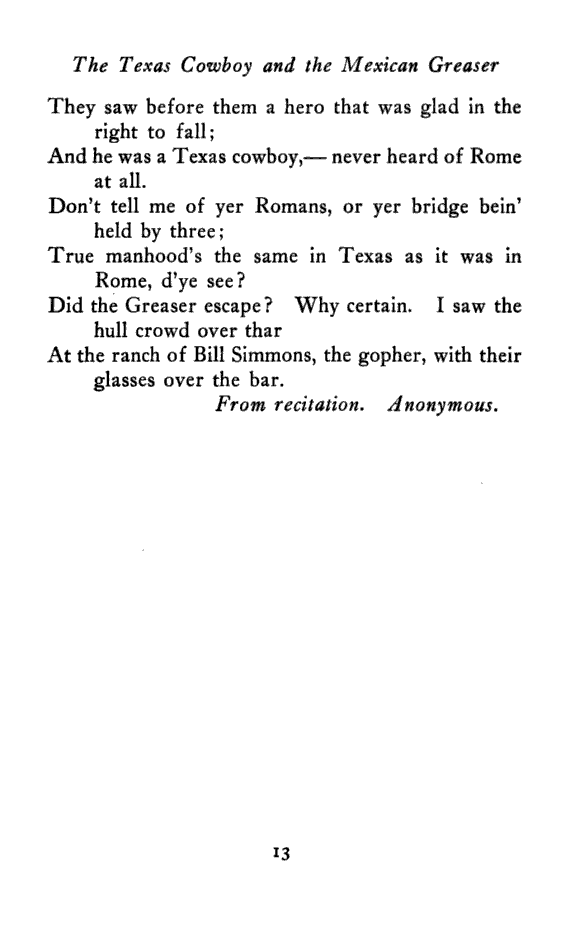 The Texas Cowboy and the Mexican Greaser
They saw before them a hero that was glad in the
right to fall;
And he was a Texas cowboy,— never heard of Rome
at all.
Don't tell me of yer Romans, or yer bridge bein'
held by three;
True manhood's the same in Texas as it was in
Rome, d'ye see?
Did the Greaser escape? Why certain. I saw the
hull crowd over thar
At the ranch of Bill Simmons, the gopher, with their
glasses over the bar.
From recitation. Anonymous.
13